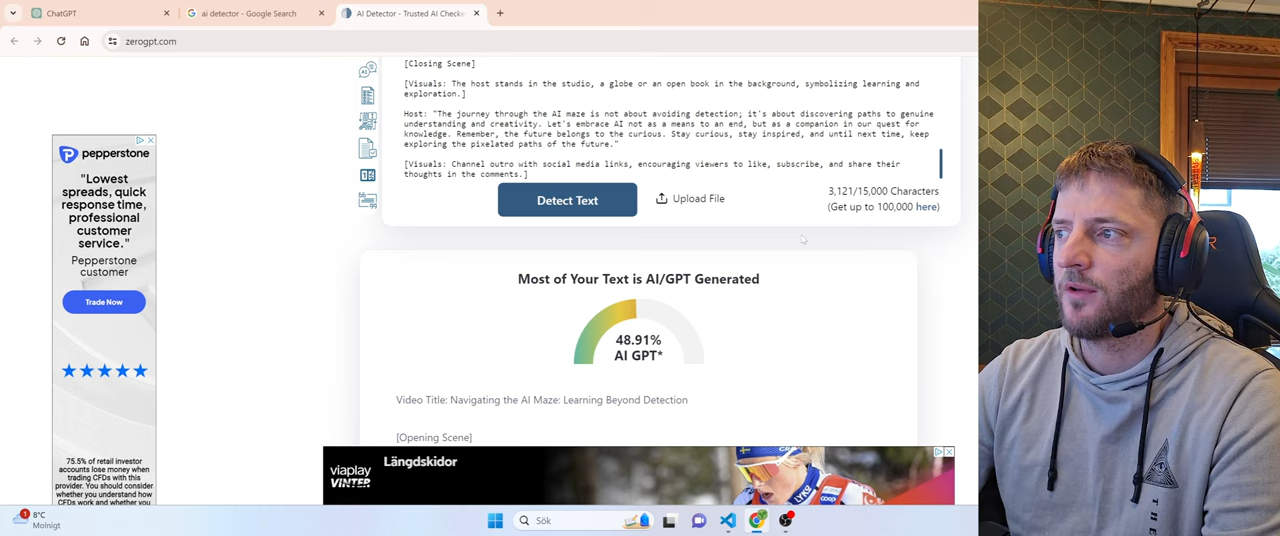 ChatGPT
ai detector - Google Search
AI Detector - Trusted AI Check
zerogpt.com
[Closing Scene]
[Visuals: The host stands in the studio, a globe or an open book in the background, symbolizing learning and
exploration.]
Host: "The journey through the AI maze is not about avoiding detection; it's about discovering paths to genuine
understanding and creativity. Let's embrace AI not as a means to an end, but as a companion in our quest for
knowledge. Remember, the future belongs to the curious. Stay curious, stay inspired, and until next time, keep
exploring the pixelated paths of the future."
[Visuals: Channel outro with social media links, encouraging viewers to like, subscribe, and share their
thoughts in the comments.]
Detect Text
Upload File
3,121/15,000 Characters
(Get up to 100,000 here)
Most of Your Text is AI/GPT Generated
48.91%
AI GPT*
Video Title: Navigating the AI Maze: Learning Beyond Detection
[Opening Scene]
pepperstone
"Lowest
spreads, quick
response time,
professional
customer
service."
Pepperstone
customer
Trade Now
75.5% of retail investor
accounts lose money when
trading CFDs with this
provider. You should consider
whether you understand how
CFDs work and whether you
viaplay
VINTER
Längdskidor
1
8°C
Molnigt
Sök
THE